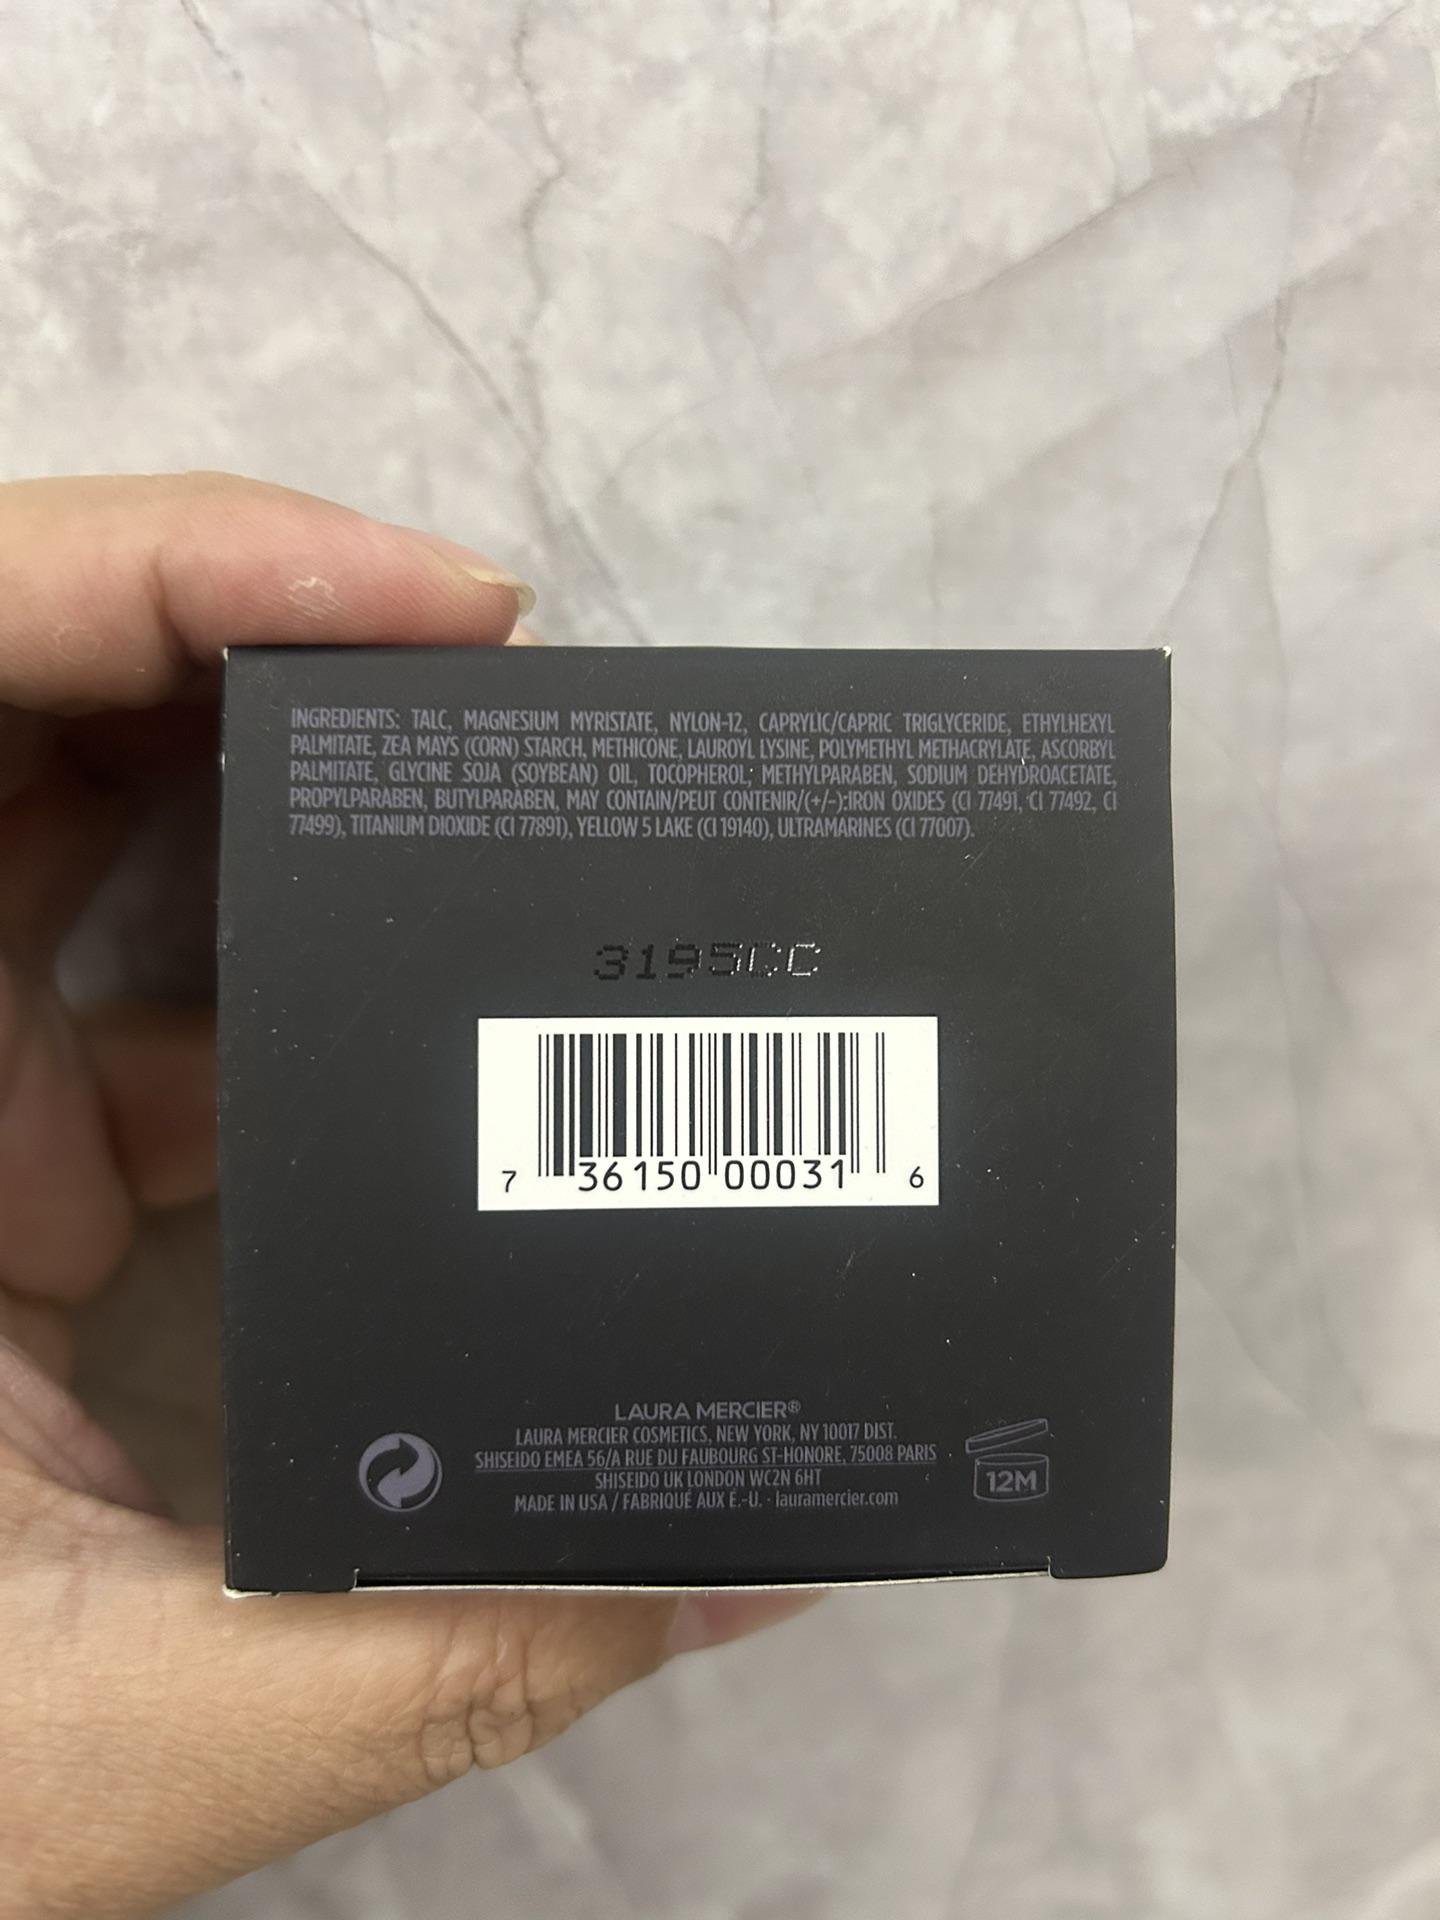 INGREDIENTS: TALC, MAGNESIUM MYRISTATE, NYLON-12, CAPRYLIC/CAPRIC TRIGLYCERIDE, ETHYLHEXYL
PALMITATE, ZEA MAYS (CORN) STARCH, METHICONE, LAUROYL LYSINE, POLYMETHYL METHACRYLATE, ASCORBYL
PALMITATE, GLYCINE SOJA (SOYBEAN) OIL, TOCOPHEROL, METHYLPARABEN, SODIUM DEHYDROACETATE,
PROPYLPARABEN, BUTYLPARABEN, MAY CONTAIN/PEUT CONTENIR/(+/-):IRON OXIDES (CI 77491, CI 77492, CI
77499), TITANIUM DIOXIDE (CI 77891), YELLOW 5 LAKE (CI 19140), ULTRAMARINES (CI 77007).
3195CC
7 36150 00031 6
LAURA MERCIER®
LAURA MERCIER COSMETICS, NEW YORK, NY 10017 DIST.
SHISEIDO EMEA 56/A RUE DU FAUBOURG ST-HONORE, 75008 PARIS
SHISEIDO UK LONDON WC2N 6HT
MADE IN USA / FABRIQUÉ AUX É.-U. · lauramercier.com
12M